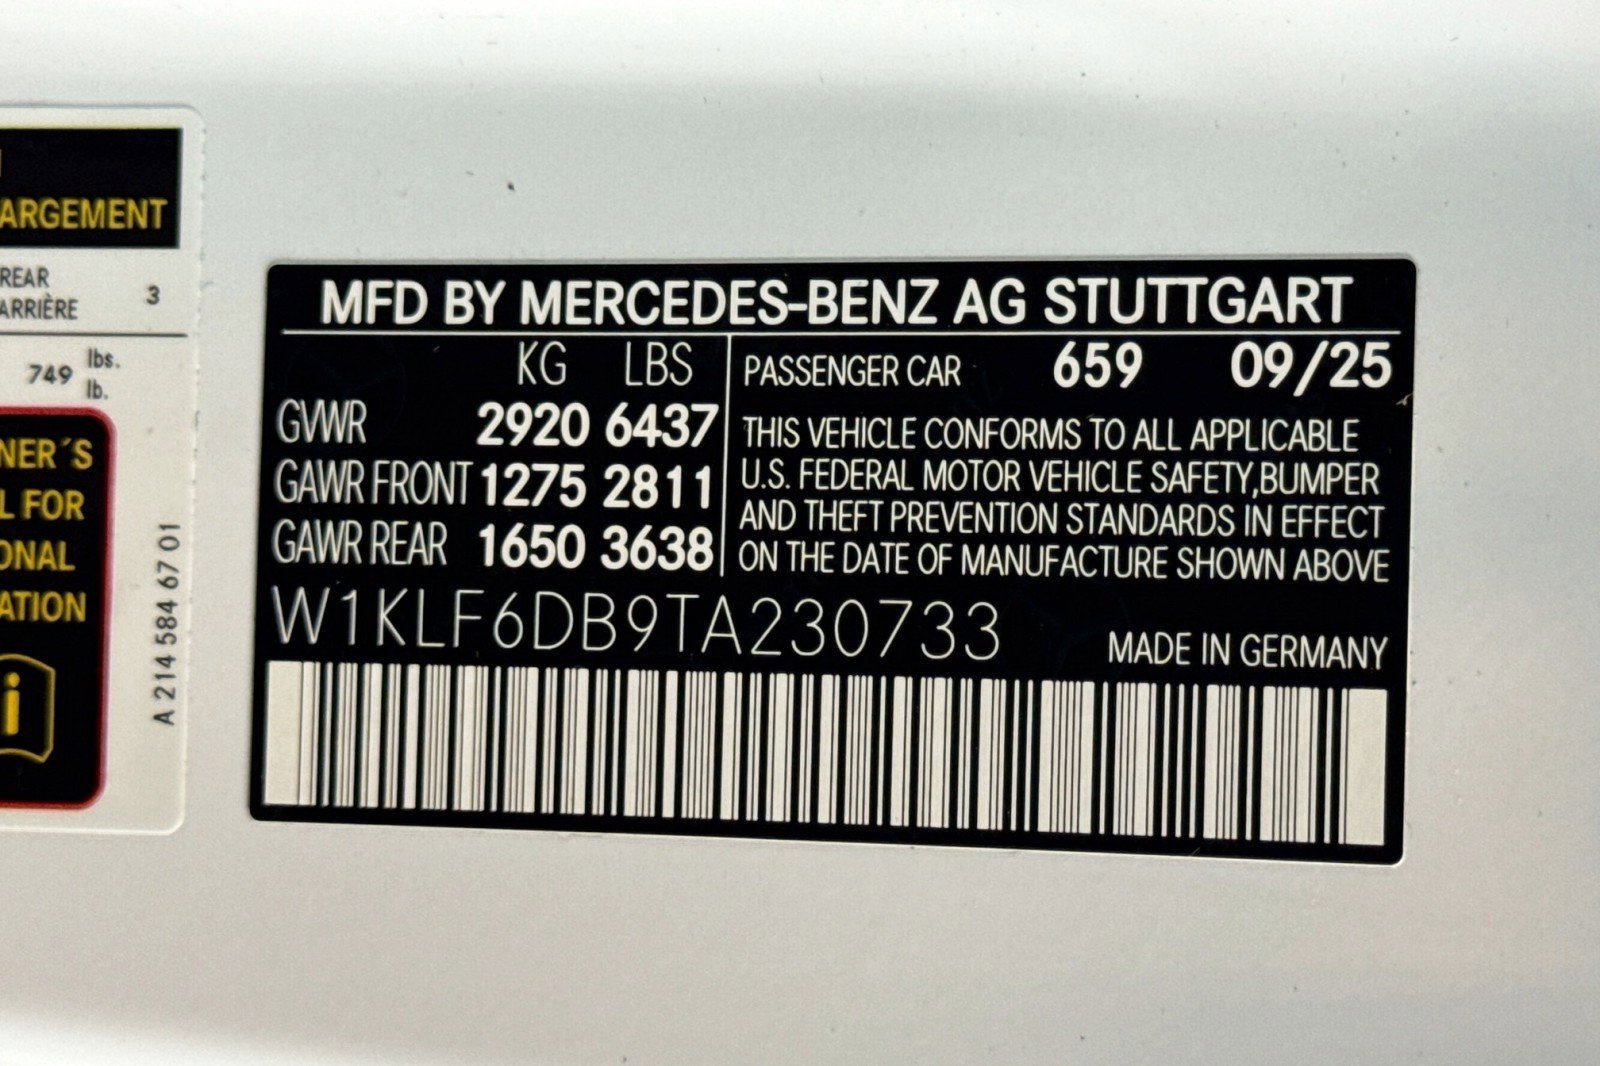 ARGEMENT
REAR
ARRIÈRE 3
749 lbs.
lb.
NER´S
L FOR
ONAL
ATION
i
A 214 584 67 01
MFD BY MERCEDES-BENZ AG STUTTGART
KG LBS
GVWR 2920 6437
GAWR FRONT 1275 2811
GAWR REAR 1650 3638
PASSENGER CAR 659 09/25
THIS VEHICLE CONFORMS TO ALL APPLICABLE
U.S. FEDERAL MOTOR VEHICLE SAFETY,BUMPER
AND THEFT PREVENTION STANDARDS IN EFFECT
ON THE DATE OF MANUFACTURE SHOWN ABOVE
W1KLF6DB9TA230733
MADE IN GERMANY